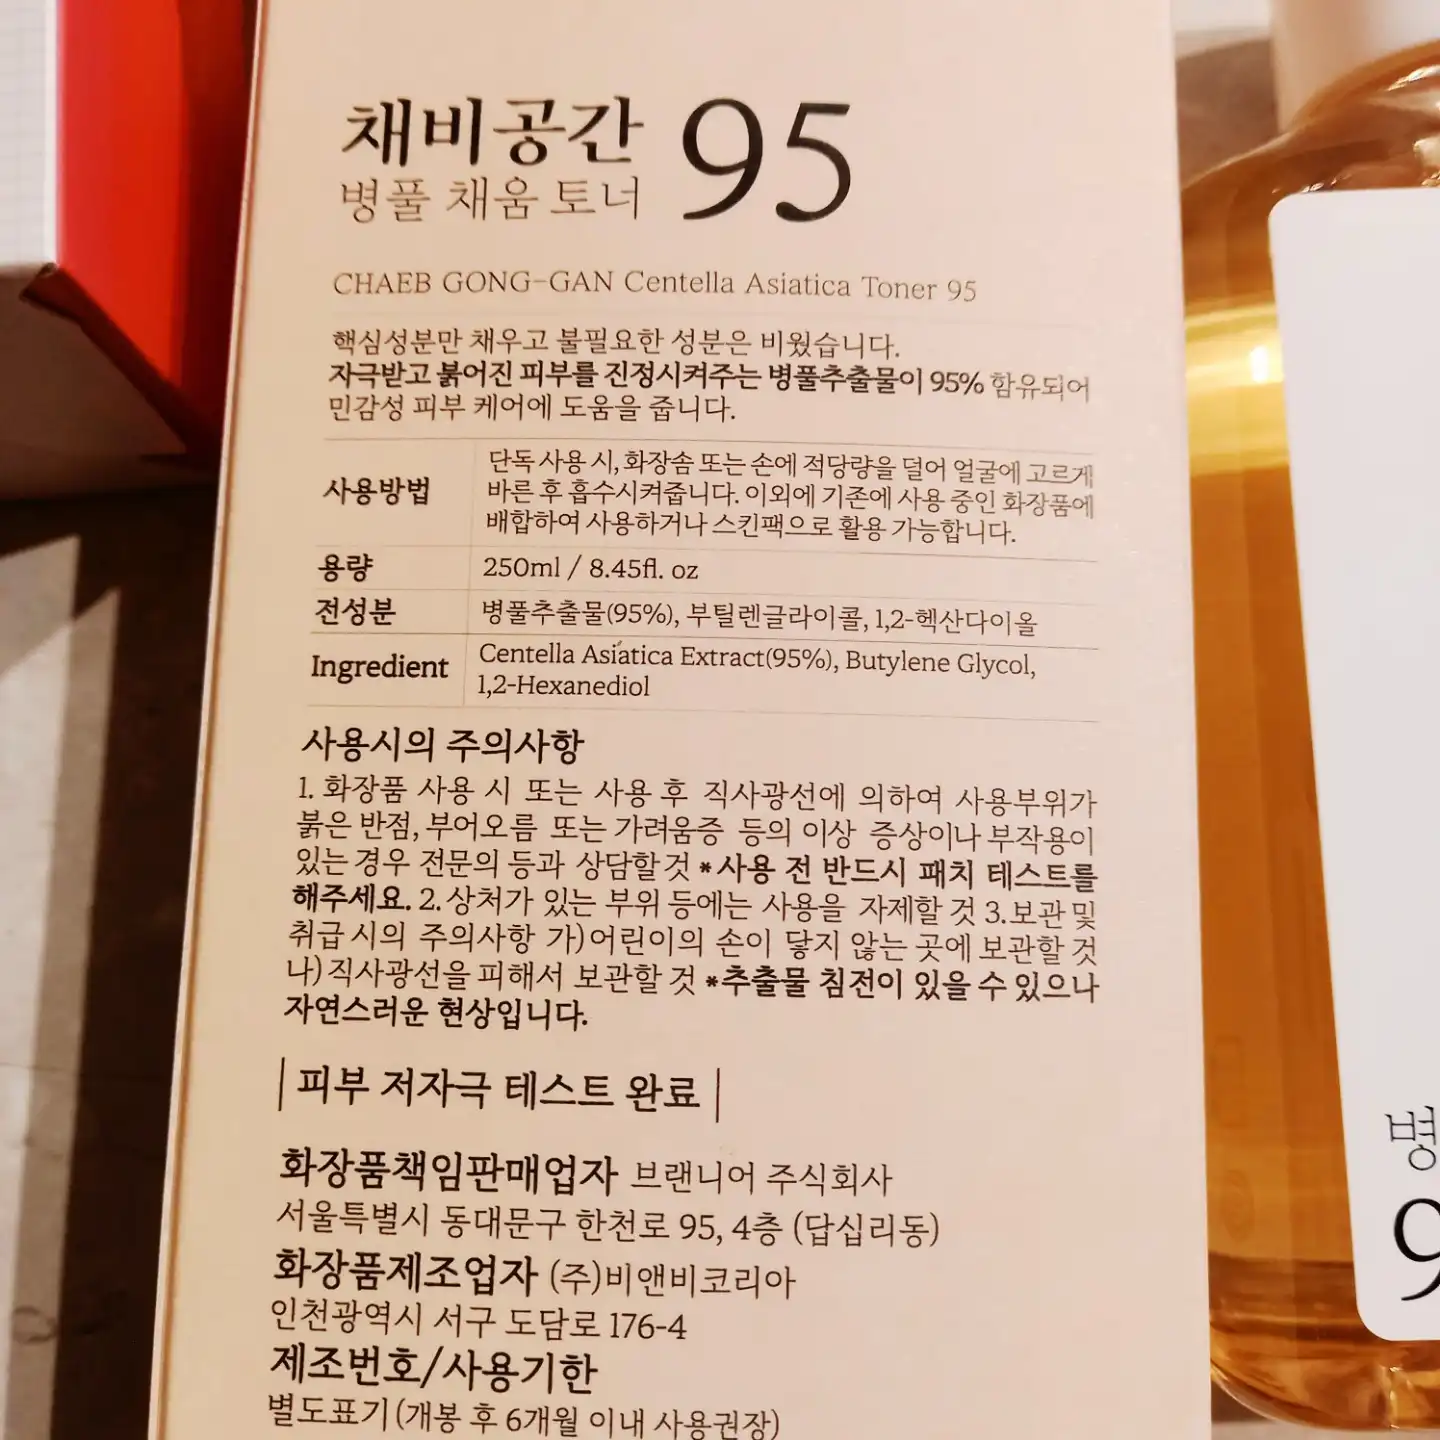 채비공간 95
병풀 채움 토너
CHAEB GONG-GAN Centella Asiatica Toner 95
핵심성분만 채우고 불필요한 성분은 비웠습니다.
자극받고 붉어진 피부를 진정시켜주는 병풀추출물이 95% 함유되어
민감성 피부 케어에 도움을 줍니다.
사용방법
단독 사용 시, 화장솜 또는 손에 적당량을 덜어 얼굴에 고르게
바른 후 흡수시켜줍니다. 이외에 기존에 사용 중인 화장품에
배합하여 사용하거나 스킨팩으로 활용 가능합니다.
용량 250ml / 8.45fl. oz
전성분 병풀추출물(95%), 부틸렌글라이콜, 1,2-헥산다이올
Ingredient Centella Asiatica Extract(95%), Butylene Glycol,
1,2-Hexanediol
사용시의 주의사항
1. 화장품 사용 시 또는 사용 후 직사광선에 의하여 사용부위가
붉은 반점, 부어오름 또는 가려움증 등의 이상 증상이나 부작용이
있는 경우 전문의 등과 상담할 것 *사용 전 반드시 패치 테스트를
해주세요. 2. 상처가 있는 부위 등에는 사용을 자제할 것 3. 보관 및
취급 시의 주의사항 가)어린이의 손이 닿지 않는 곳에 보관할 것
나)직사광선을 피해서 보관할 것 *추출물 침전이 있을 수 있으나
자연스러운 현상입니다.
피부 저자극 테스트 완료
화장품책임판매업자 브랜니어 주식회사
서울특별시 동대문구 한천로 95, 4층 (답십리동)
화장품제조업자 (주)비앤비코리아
인천광역시 서구 도담로 176-4
제조번호/사용기한
별도표기(개봉 후 6개월 이내 사용권장)
병
9